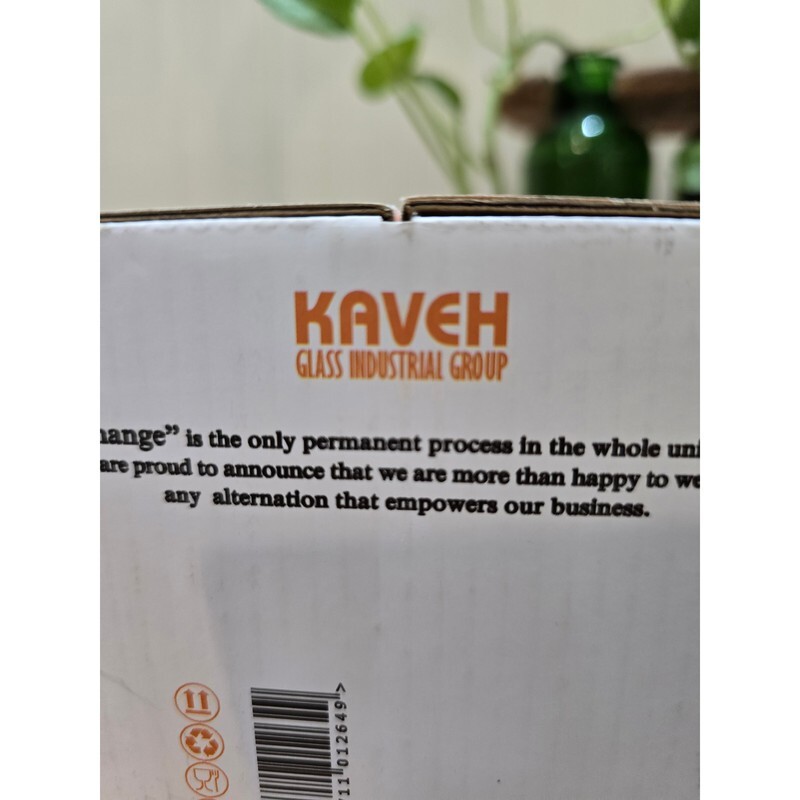 KAVEH
GLASS INDUSTRIAL GROUP
hange” is the only permanent process in the whole uni
are proud to announce that we are more than happy to we
any alternation that empowers our business.
11 012649 >